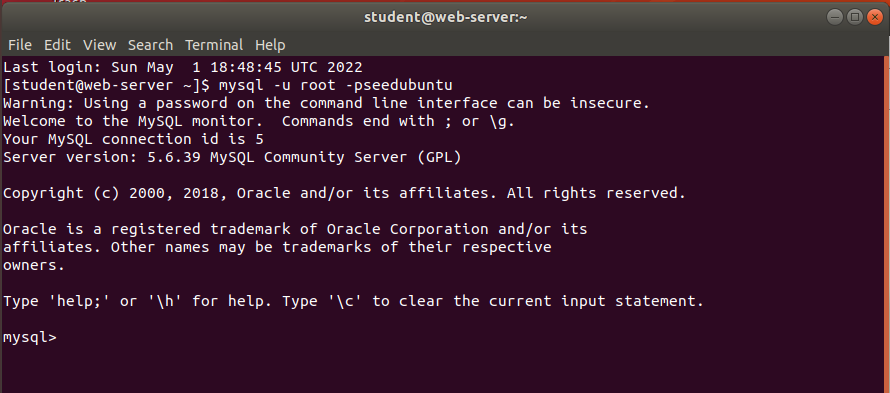 student@web-server:~
File Edit View Search Terminal Help
Last login: Sun May  1 18:48:45 UTC 2022
[student@web-server ~]$ mysql -u root -pseedubuntu
Warning: Using a password on the command line interface can be insecure.
Welcome to the MySQL monitor.  Commands end with ; or \g.
Your MySQL connection id is 5
Server version: 5.6.39 MySQL Community Server (GPL)
Copyright (c) 2000, 2018, Oracle and/or its affiliates. All rights reserved.
Oracle is a registered trademark of Oracle Corporation and/or its
affiliates. Other names may be trademarks of their respective
owners.
Type 'help;' or '\h' for help. Type '\c' to clear the current input statement.
mysql>